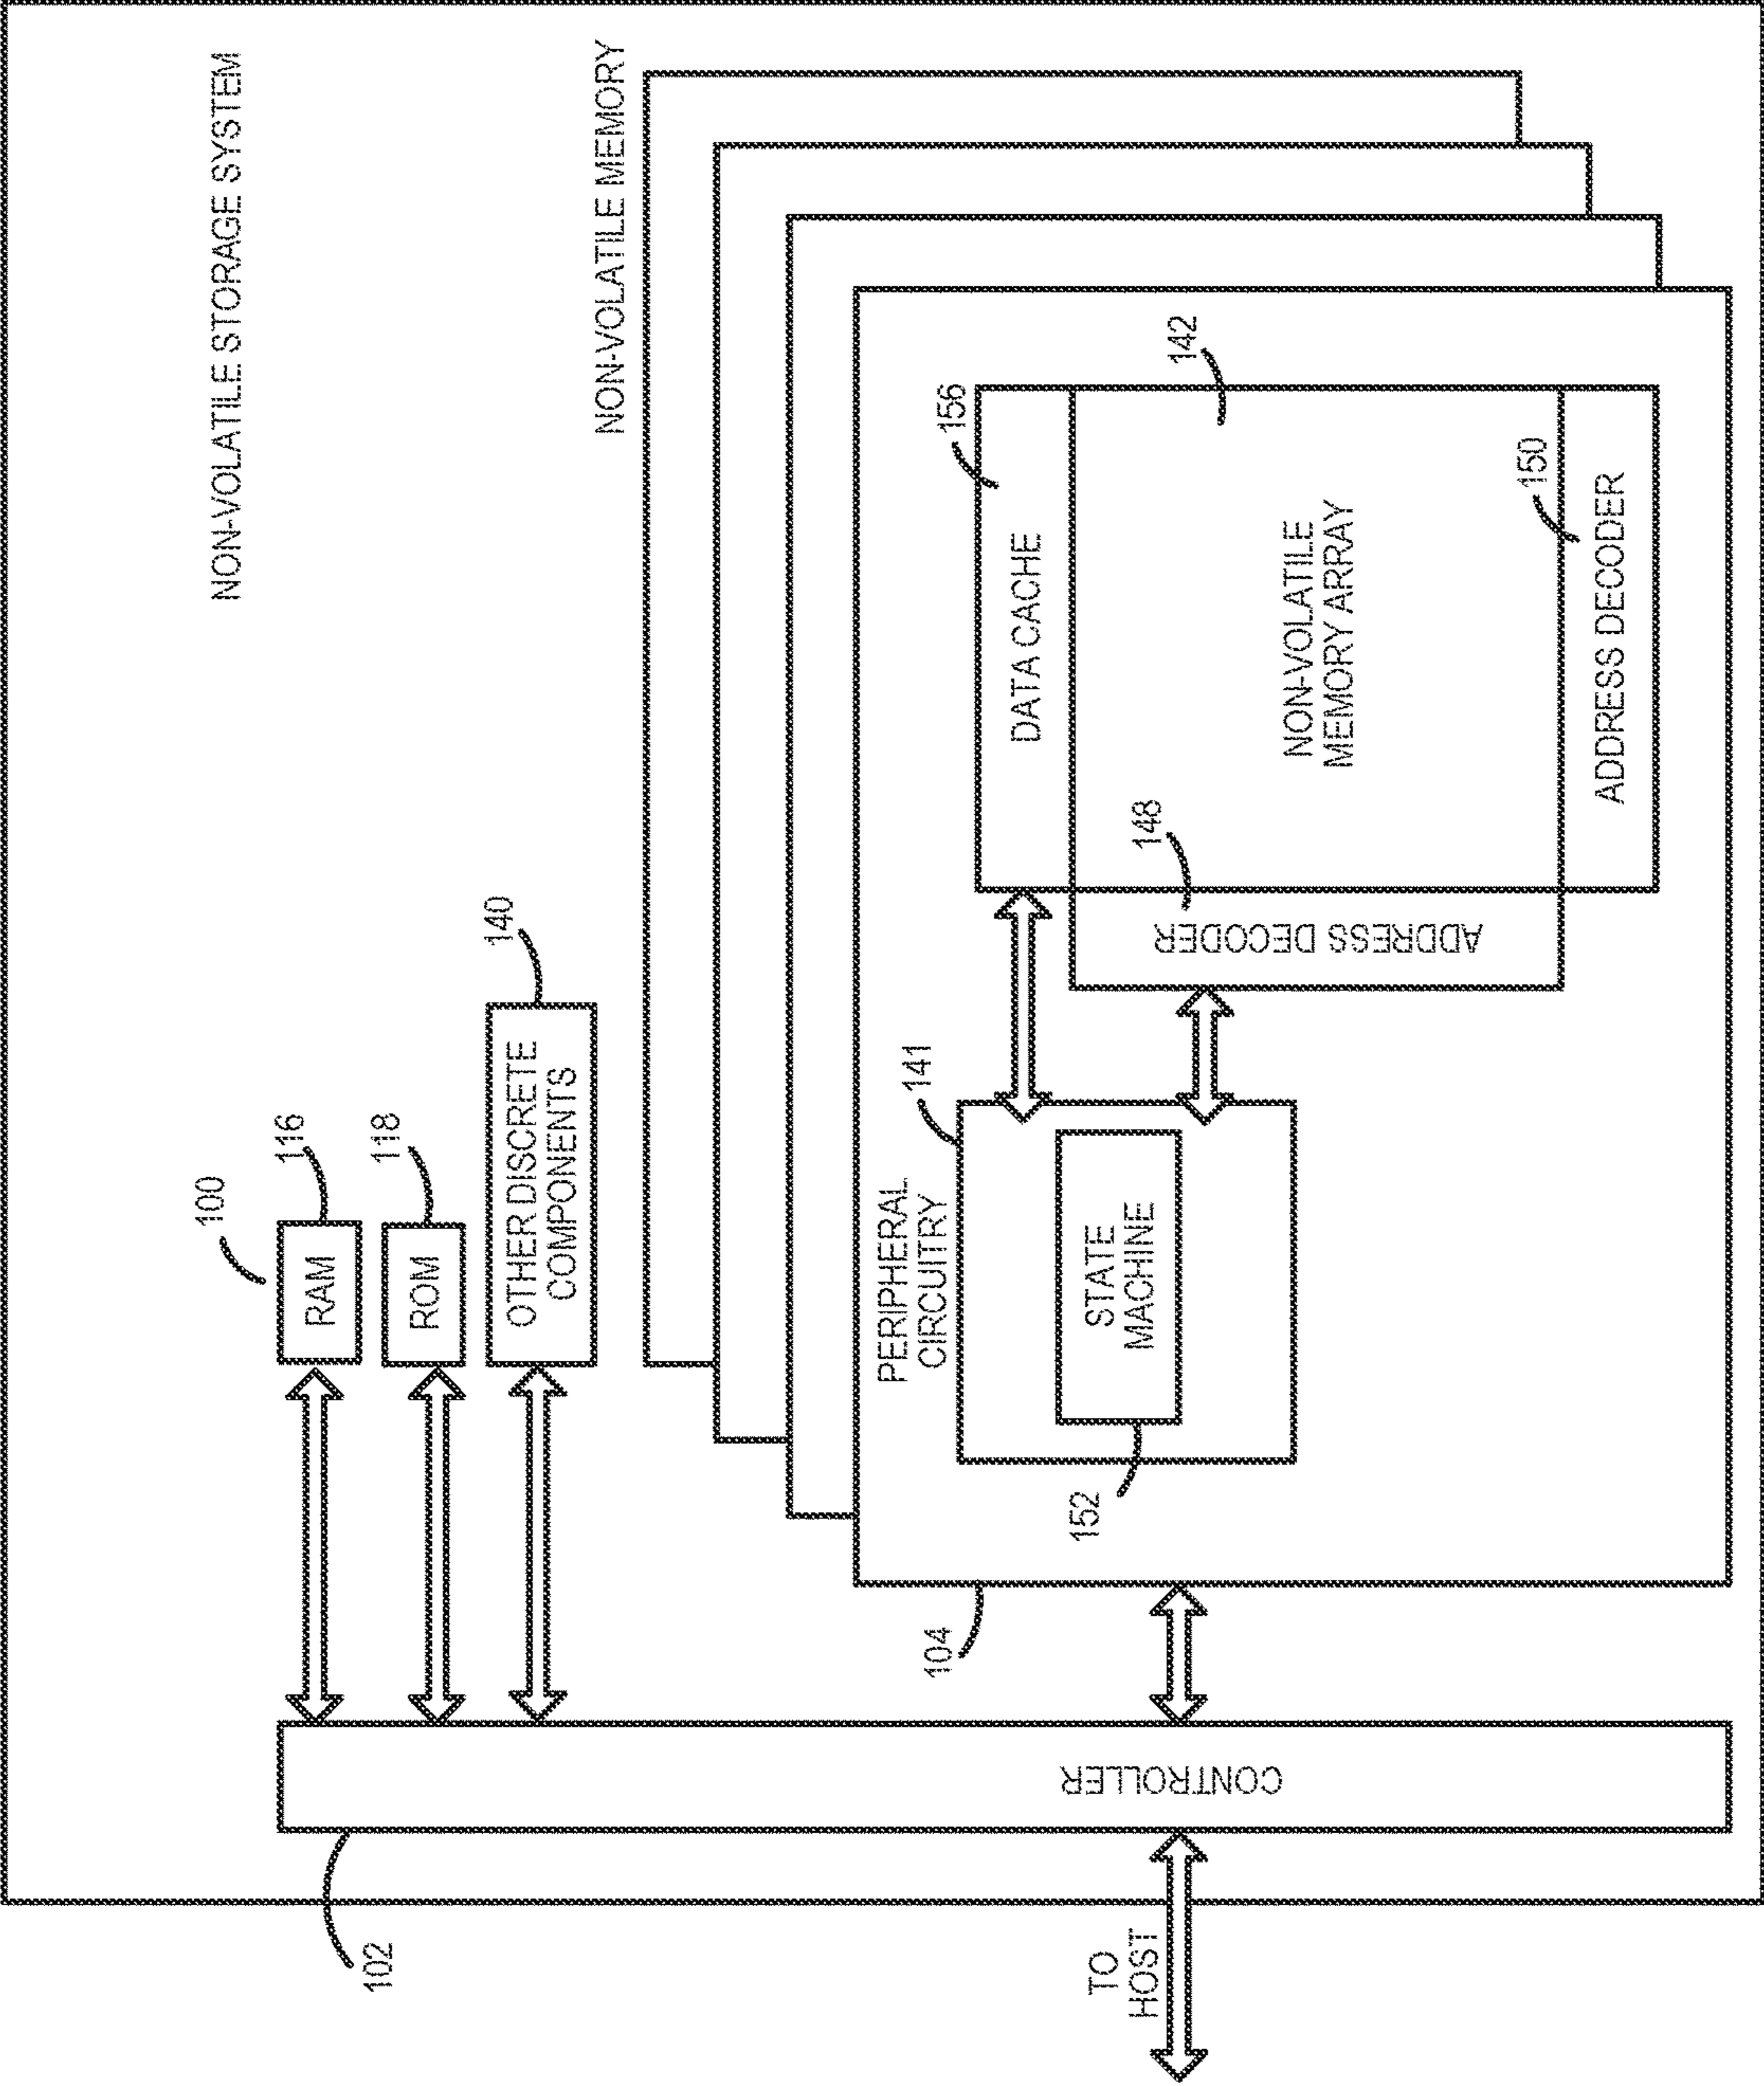 NON-VOLATILE STORAGE SYSTEM
100
116
RAM
118
ROM
140
OTHER DISCRETE
COMPONENTS
NON-VOLATILE MEMORY
102
CONTROLLER
TO
HOST
104
PERIPHERAL
CIRCUITRY
141
STATE
MACHINE
152
156
DATA CACHE
142
NON-VOLATILE
MEMORY ARRAY
148
ADDRESS DECODER
150
ADDRESS DECODER